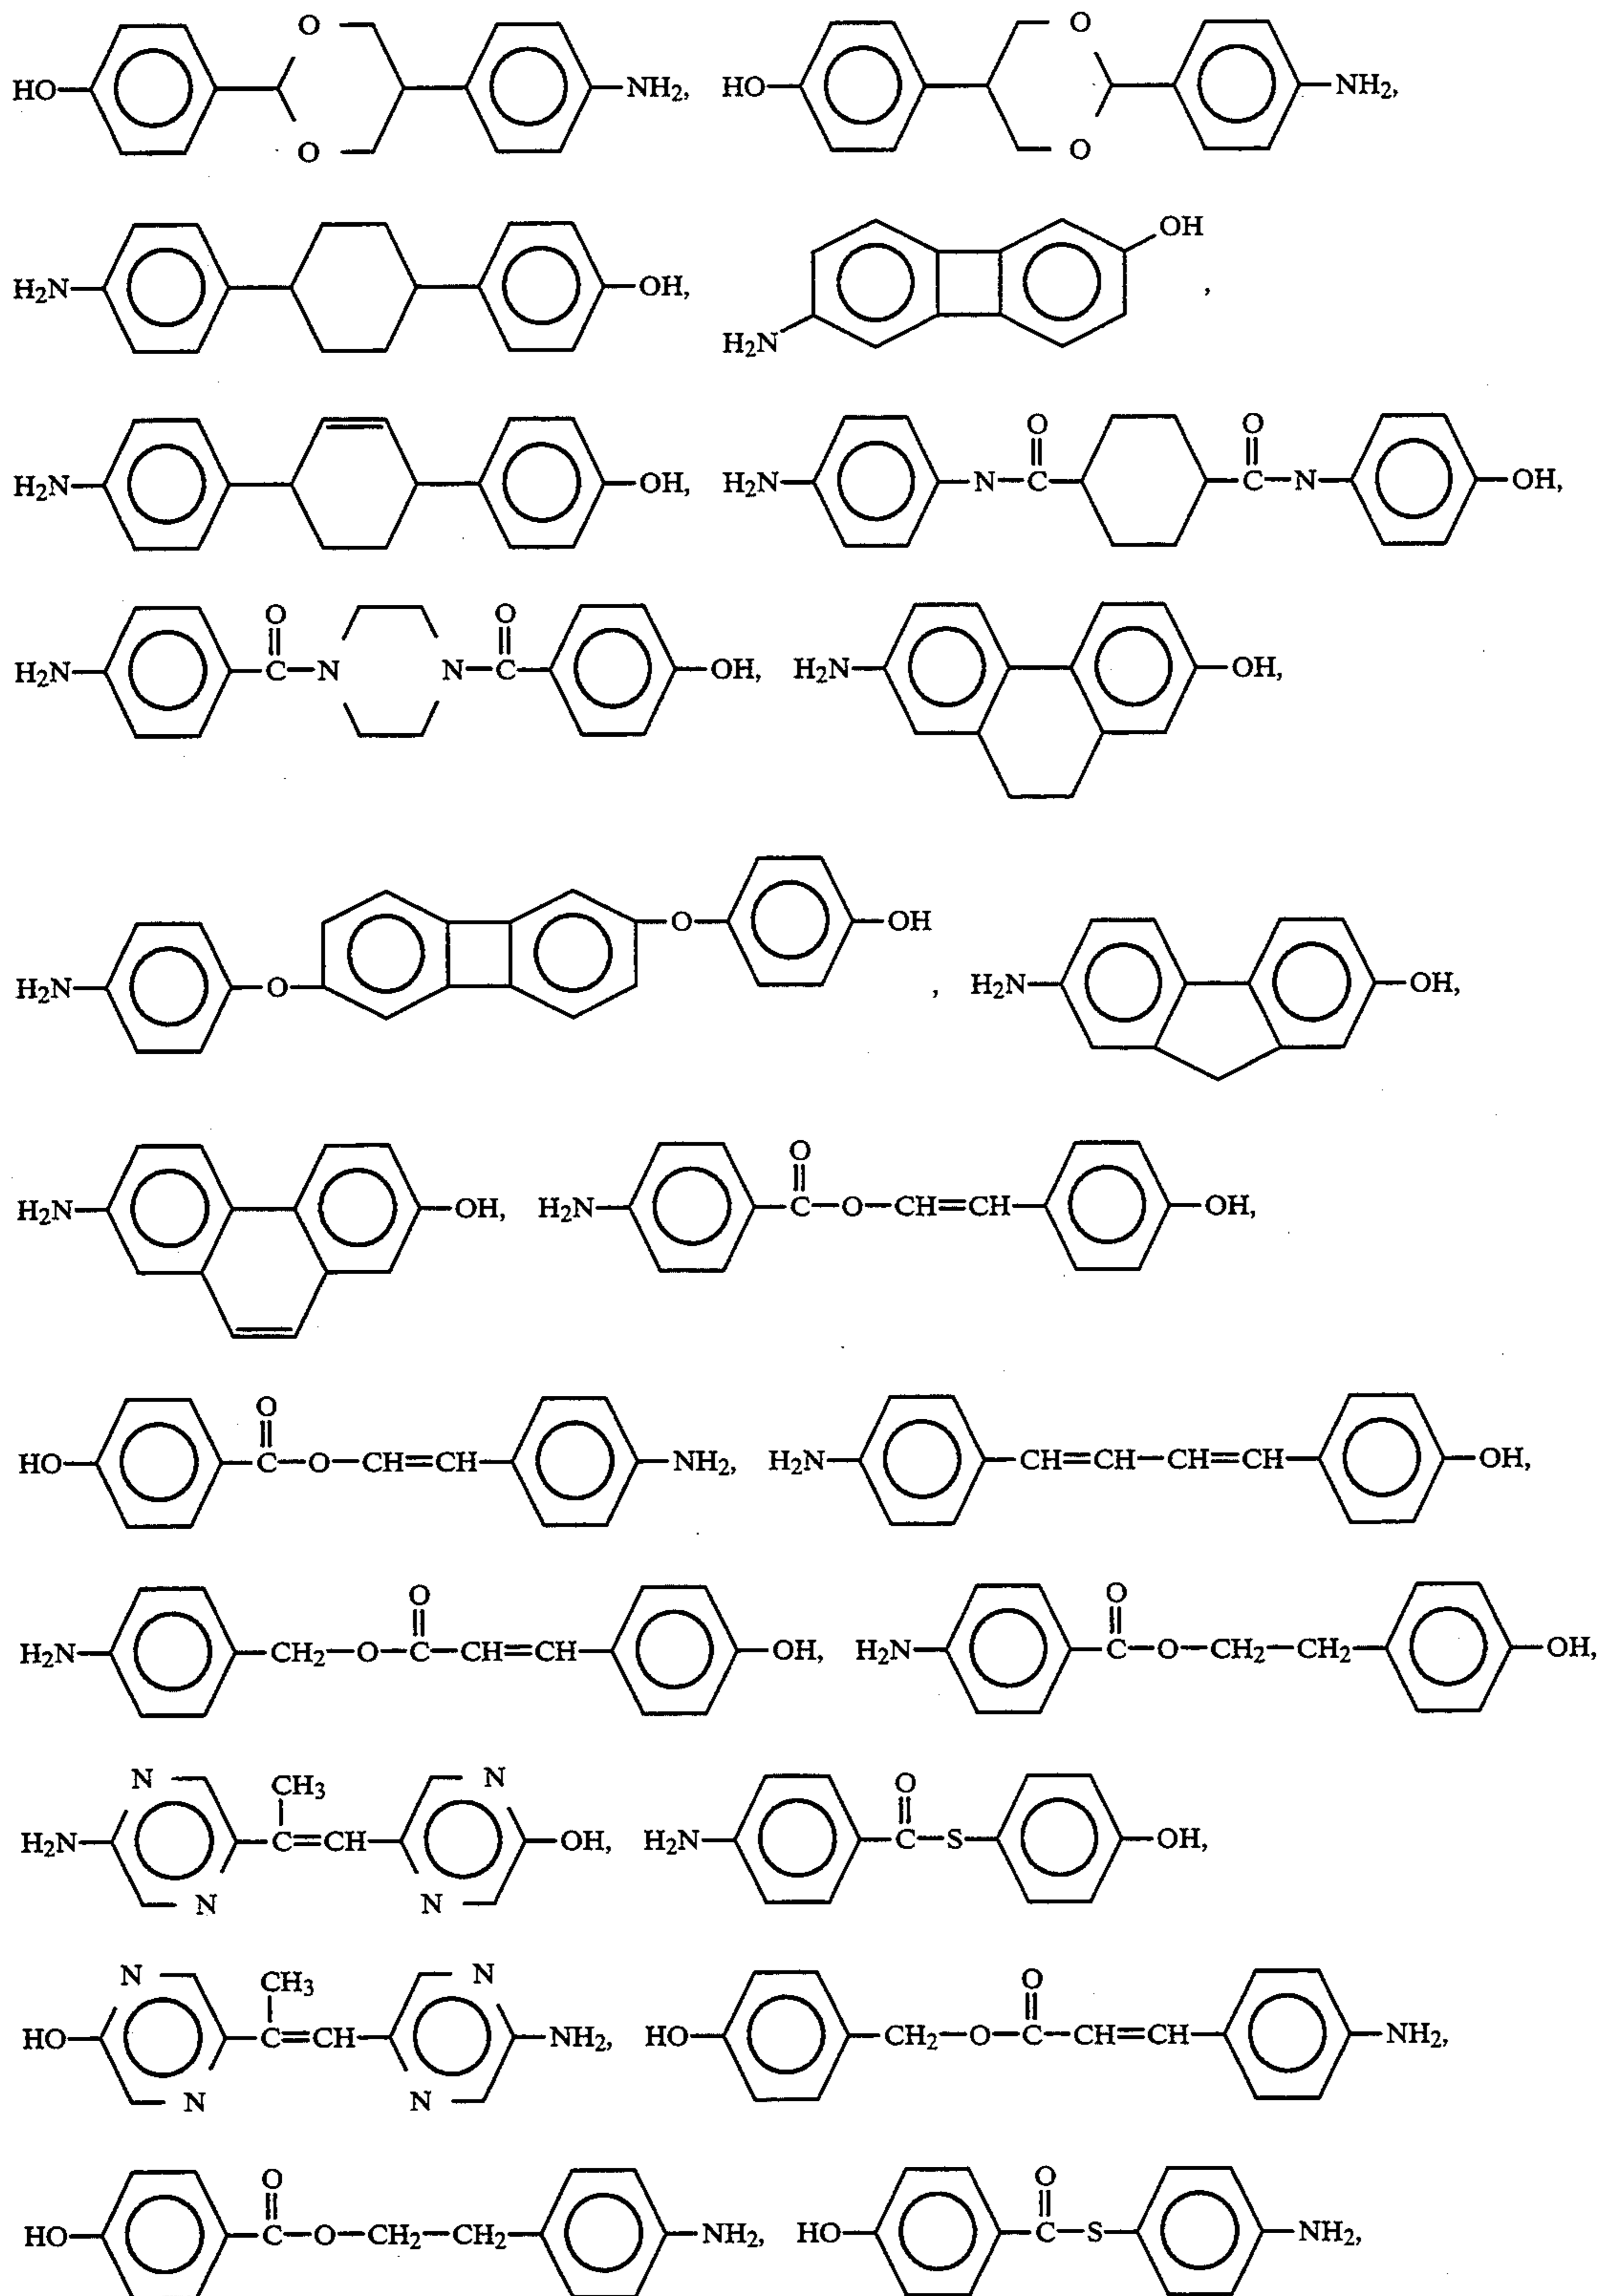 O O
HO NH2, HO NH2,
O O
OH
H2N OH, ,
H2N
O O
H2N OH, H2N N—C C—N OH,
O O
H2N C—N N—C OH, H2N OH,
O OH
H2N O , H2N OH,
O
H2N OH, H2N C—O—CH=CH OH,
O
HO C—O—CH=CH NH2, H2N CH=CH—CH=CH OH,
O O
H2N CH2—O—C—CH=CH OH, H2N C—O—CH2—CH2 OH,
N CH3 N O
H2N C=CH OH, H2N C—S OH,
N N
N CH3 N O
HO C=CH NH2, HO CH2—O—C—CH=CH NH2,
N N
O O
HO C—O—CH2—CH2 NH2, HO C—S NH2,